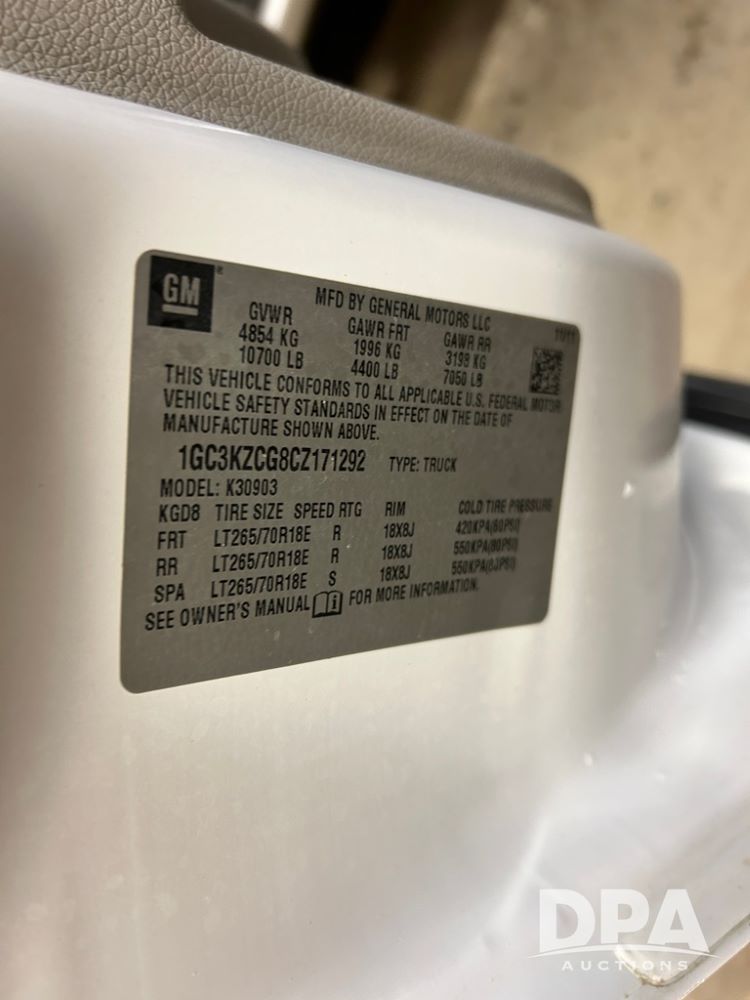 GM
MFD BY GENERAL MOTORS LLC
11/11
GVWR GAWR FRT GAWR RR
4854 KG 1996 KG 3198 KG
10700 LB 4400 LB 7050 LB
THIS VEHICLE CONFORMS TO ALL APPLICABLE U.S. FEDERAL MOTOR
VEHICLE SAFETY STANDARDS IN EFFECT ON THE DATE OF
MANUFACTURE SHOWN ABOVE.
1GC3KZCG8CZ171292 TYPE: TRUCK
MODEL: K30903
KGD8 TIRE SIZE SPEED RTG RIM COLD TIRE PRESSURE
FRT LT265/70R18E R 18X8J 420KPA(60PSI)
RR LT265/70R18E R 18X8J 550KPA(80PSI)
SPA LT265/70R18E S 18X8J 550KPA(80PSI)
SEE OWNER'S MANUAL FOR MORE INFORMATION.
DPA
AUCTIONS